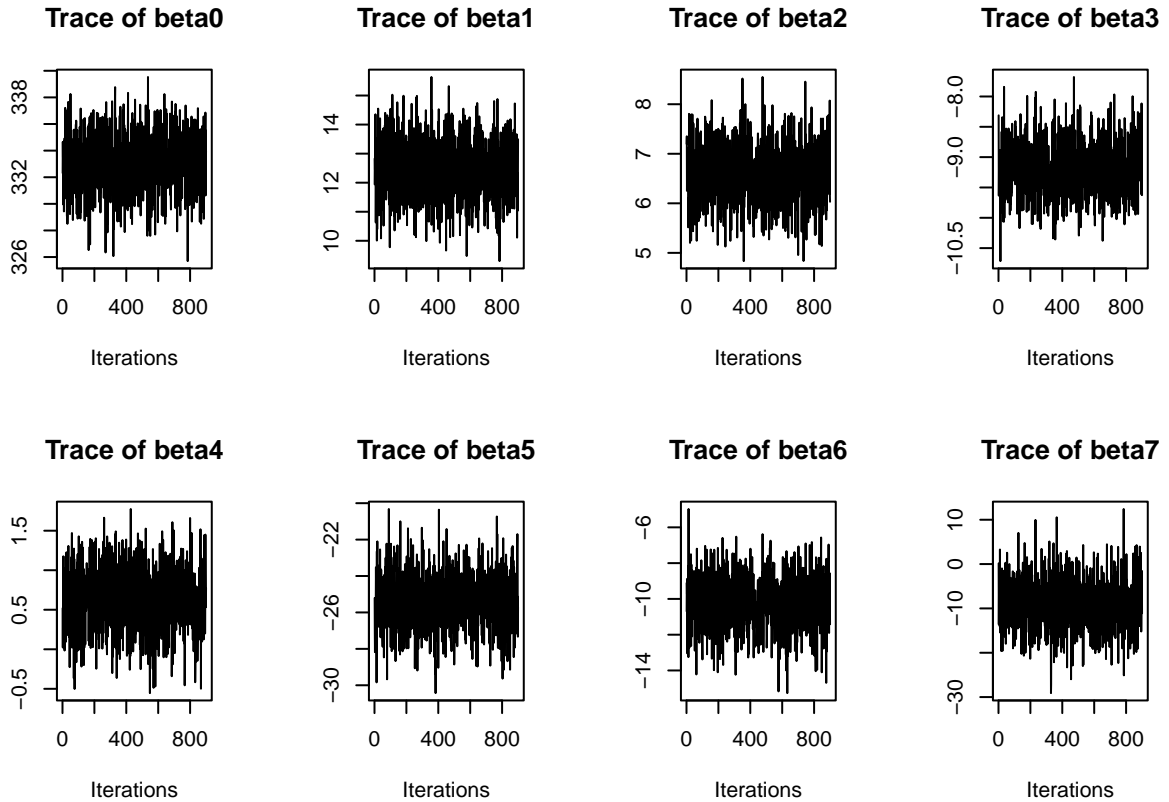 Trace of beta0
338
332
326
0 400 800
Iterations
Trace of beta1
14
12
10
0 400 800
Iterations
Trace of beta2
8
7
6
5
0 400 800
Iterations
Trace of beta3
−8.0
−9.0
−10.5
0 400 800
Iterations
Trace of beta4
1.5
0.5
−0.5
0 400 800
Iterations
Trace of beta5
−22
−26
−30
0 400 800
Iterations
Trace of beta6
−6
−10
−14
0 400 800
Iterations
Trace of beta7
10
0
−10
−30
0 400 800
Iterations